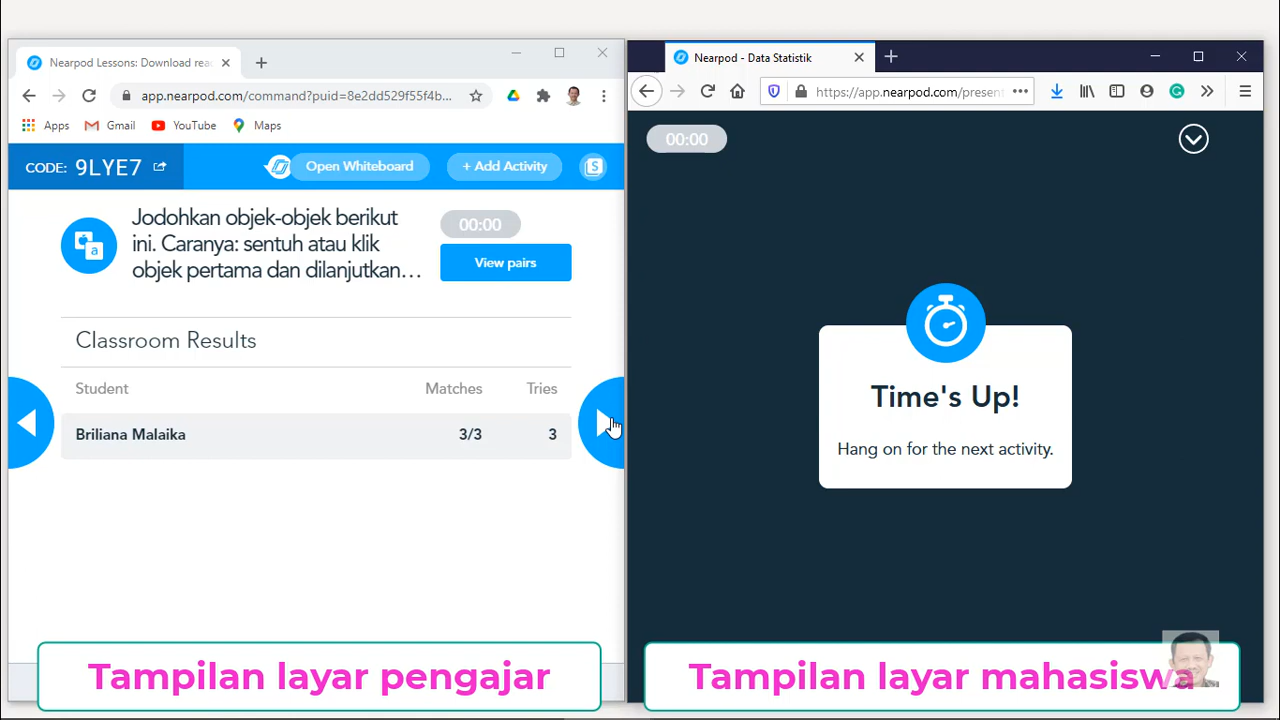 Nearpod Lessons: Download rea
app.nearpod.com/command?puid=8e2dd529f55f4b...
Apps
Gmail
YouTube
Maps
CODE: 9LYE7
Open Whiteboard
+ Add Activity
S
Jodohkan objek-objek berikut
ini. Caranya: sentuh atau klik
objek pertama dan dilanjutkan...
00:00
View pairs
a
Classroom Results
Student Matches Tries
Briliana Malaika 3/3 3
Tampilan layar pengajar
Nearpod - Data Statistik
https://app.nearpod.com/present
00:00
Time's Up!
Hang on for the next activity.
Tampilan layar mahasiswa